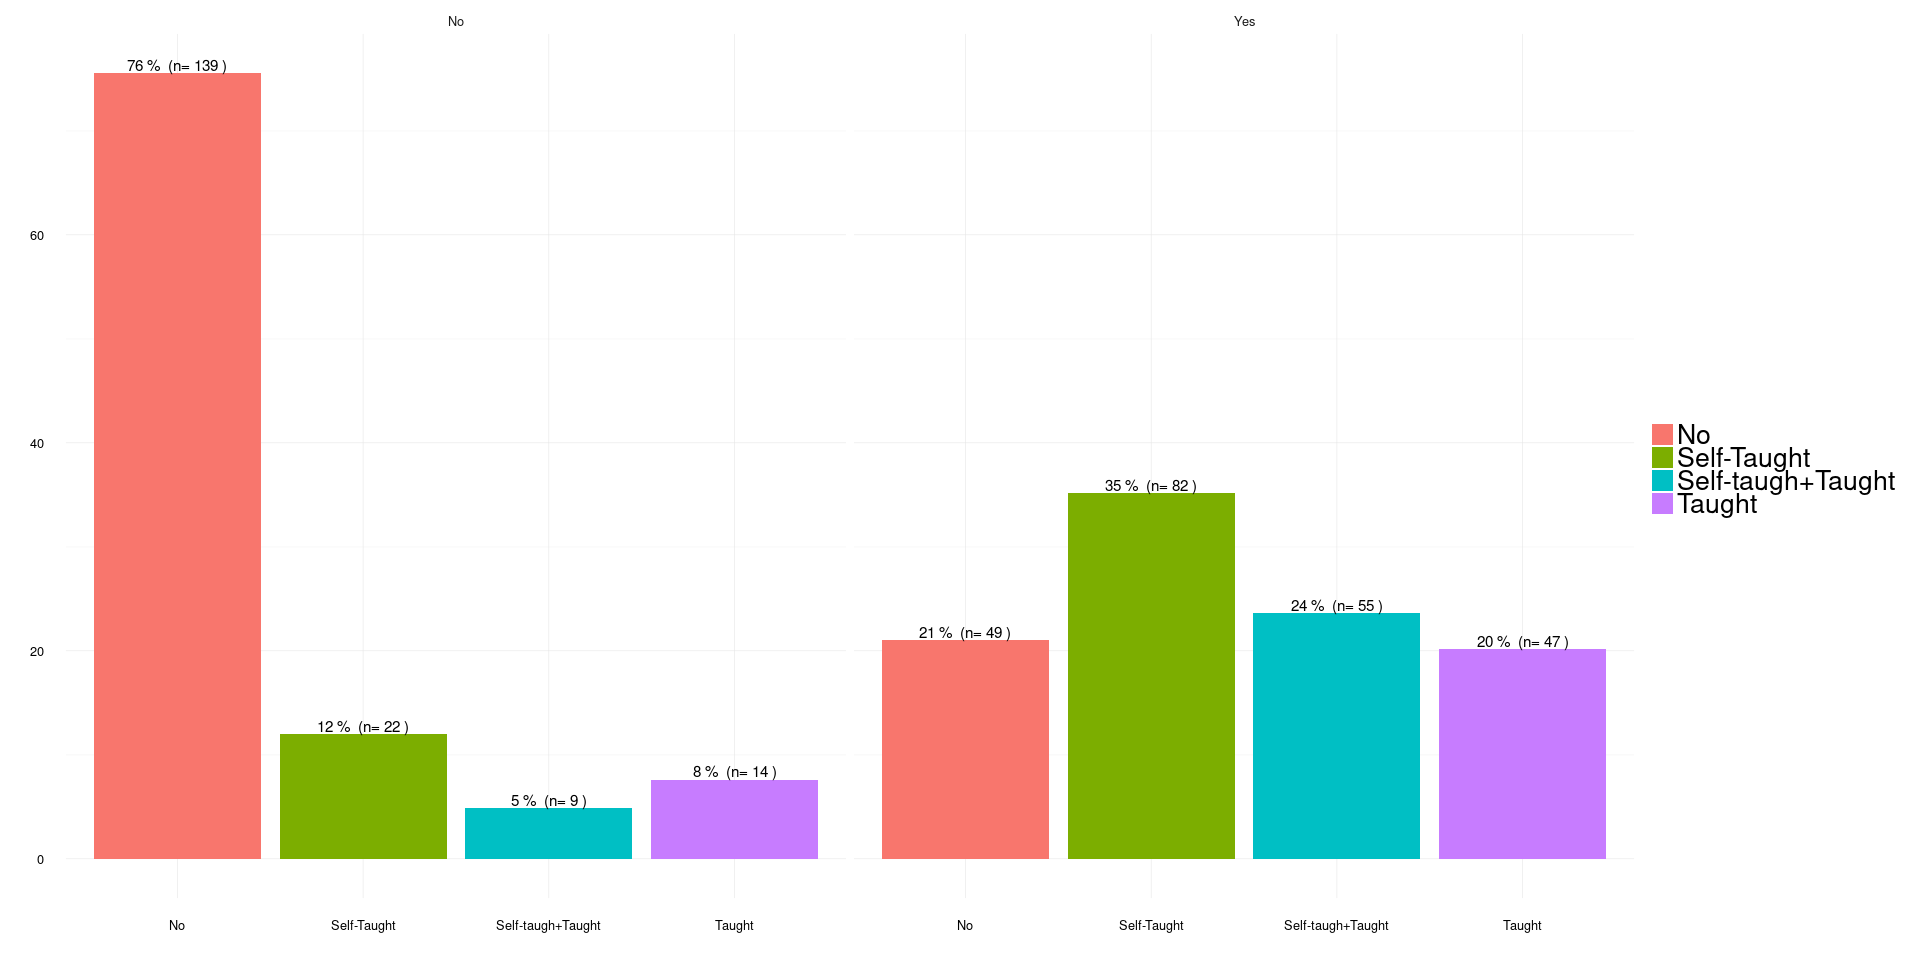 No
Yes
76 % (n= 139 )
12 % (n= 22 )
5 % (n= 9 )
8 % (n= 14 )
21 % (n= 49 )
35 % (n= 82 )
24 % (n= 55 )
20 % (n= 47 )
60
40
20
0
No
Self-Taught
Self-taugh+Taught
Taught
No
Self-Taught
Self-taugh+Taught
Taught
No
Self-Taught
Self-taugh+Taught
Taught